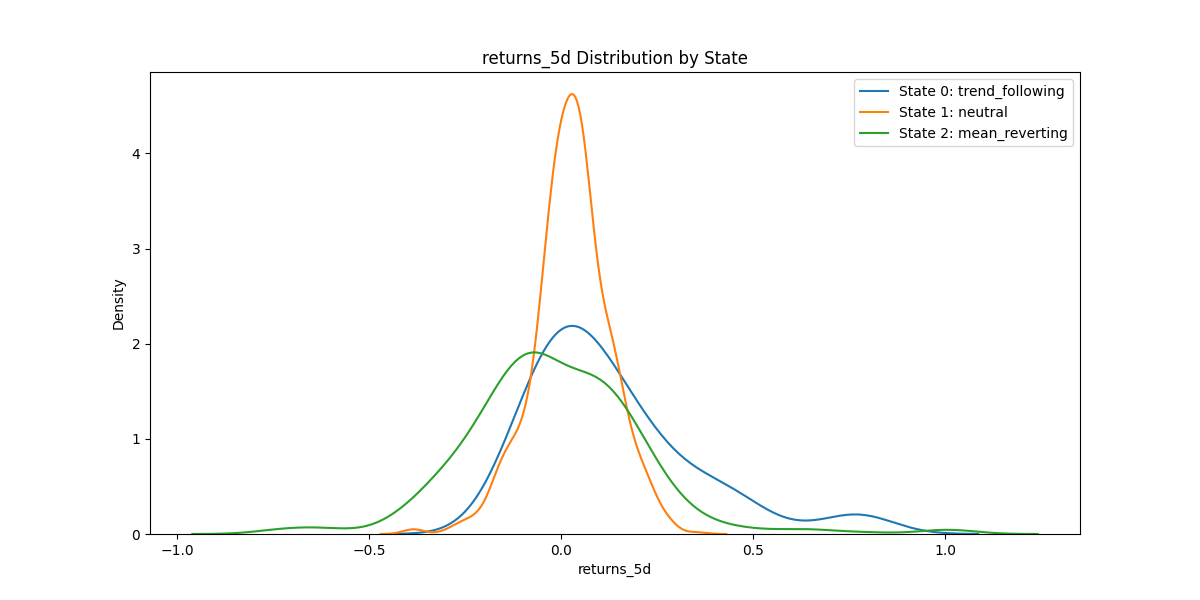 returns_5d Distribution by State
State 0: trend_following
State 1: neutral
State 2: mean_reverting
Density
4
3
2
1
0
−1.0
−0.5
0.0
0.5
1.0
returns_5d